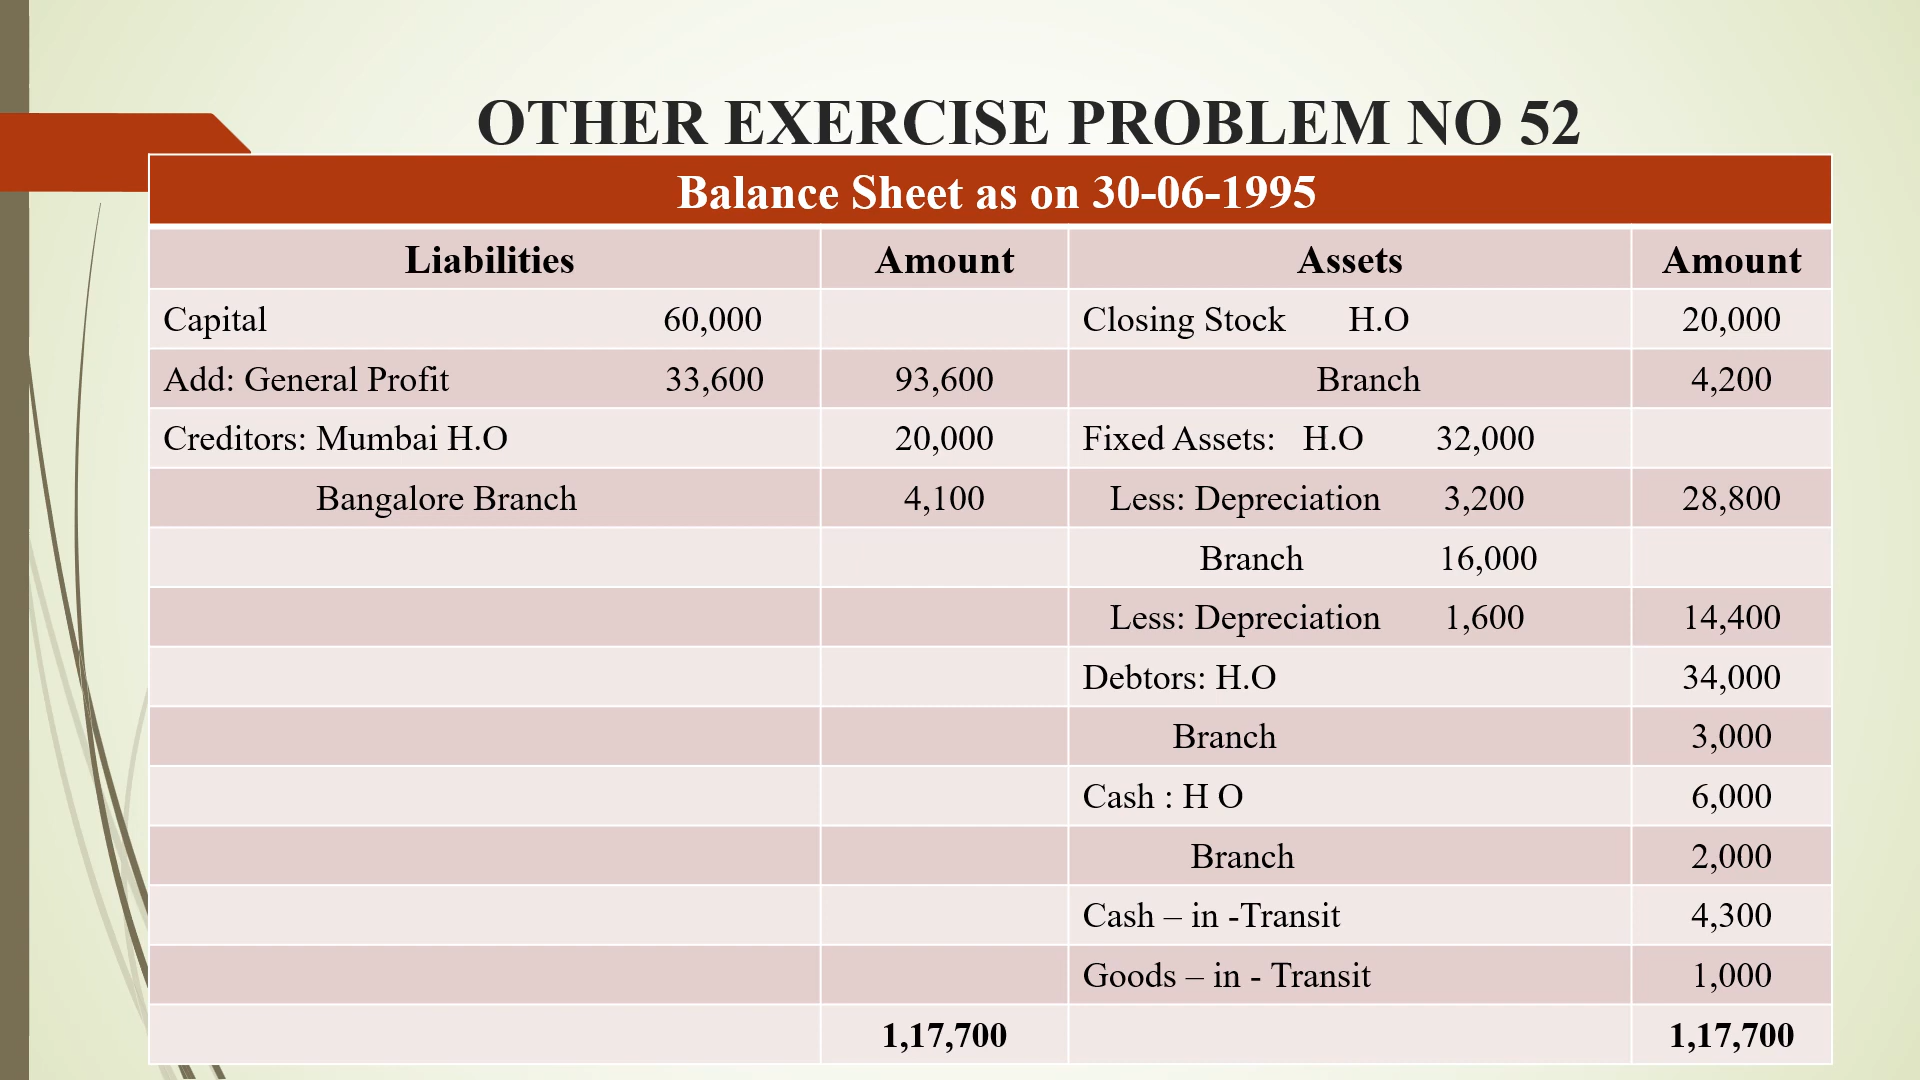 OTHER EXERCISE PROBLEM NO 52
Balance Sheet as on 30-06-1995
Liabilities Amount Assets Amount
Capital 60,000 Closing Stock H.O 20,000
Add: General Profit 33,600 93,600 Branch 4,200
Creditors: Mumbai H.O 20,000 Fixed Assets: H.O 32,000
Bangalore Branch 4,100 Less: Depreciation 3,200 28,800
Branch 16,000
Less: Depreciation 1,600 14,400
Debtors: H.O 34,000
Branch 3,000
Cash : H O 6,000
Branch 2,000
Cash – in -Transit 4,300
Goods – in - Transit 1,000
1,17,700 1,17,700